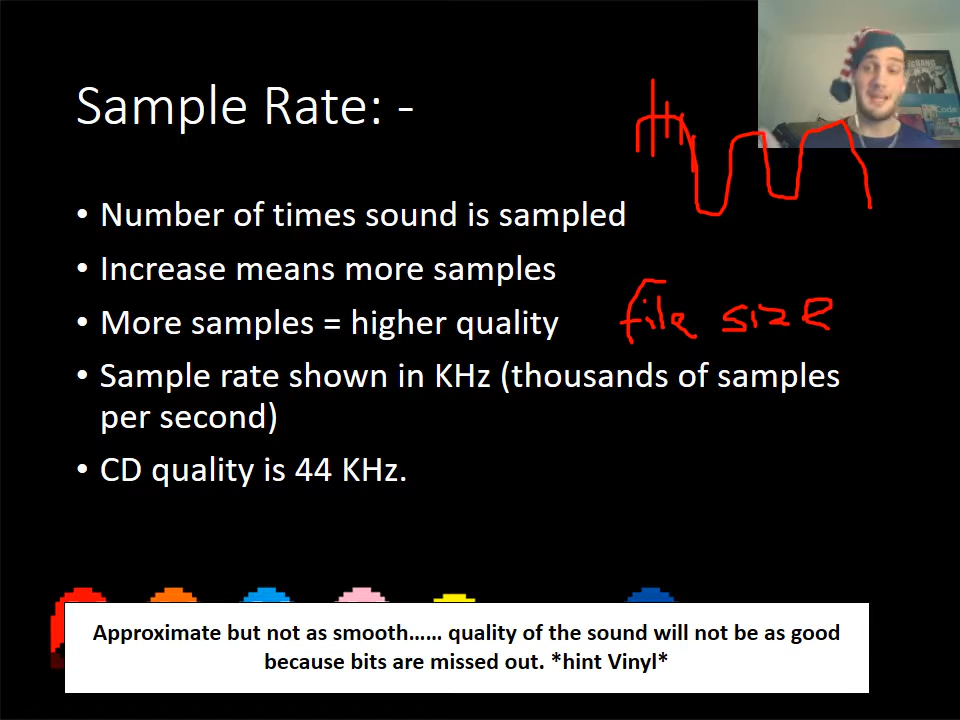 Sample Rate: -
• Number of times sound is sampled
• Increase means more samples
• More samples = higher quality
file size
• Sample rate shown in KHz (thousands of samples
per second)
• CD quality is 44 KHz.
Approximate but not as smooth...... quality of the sound will not be as good
because bits are missed out. *hint Vinyl*